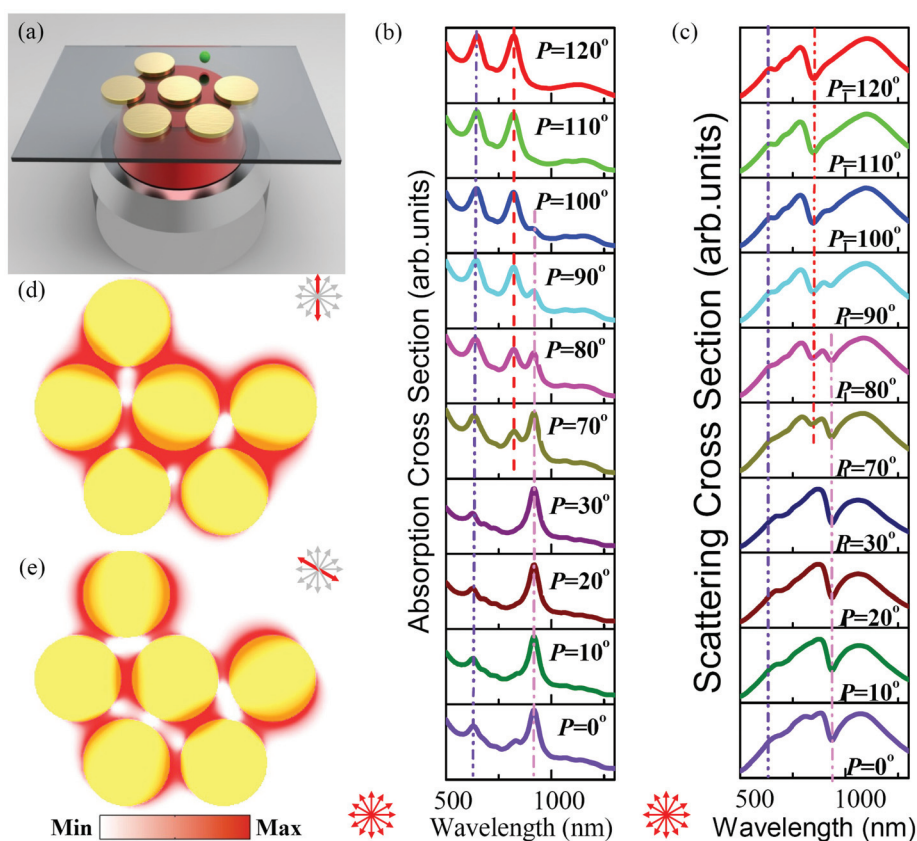 (a)
(b)
(c)
(d)
(e)
Min Max
Absorption Cross Section (arb.units)
P=120°
P=110°
P=100°
P=90°
P=80°
P=70°
P=30°
P=20°
P=10°
P=0°
500 1000
Wavelength (nm)
Scattering Cross Section (arb.units)
P=120°
P=110°
P=100°
P=90°
P=80°
P=70°
P=30°
P=20°
P=10°
P=0°
500 1000
Wavelength (nm)